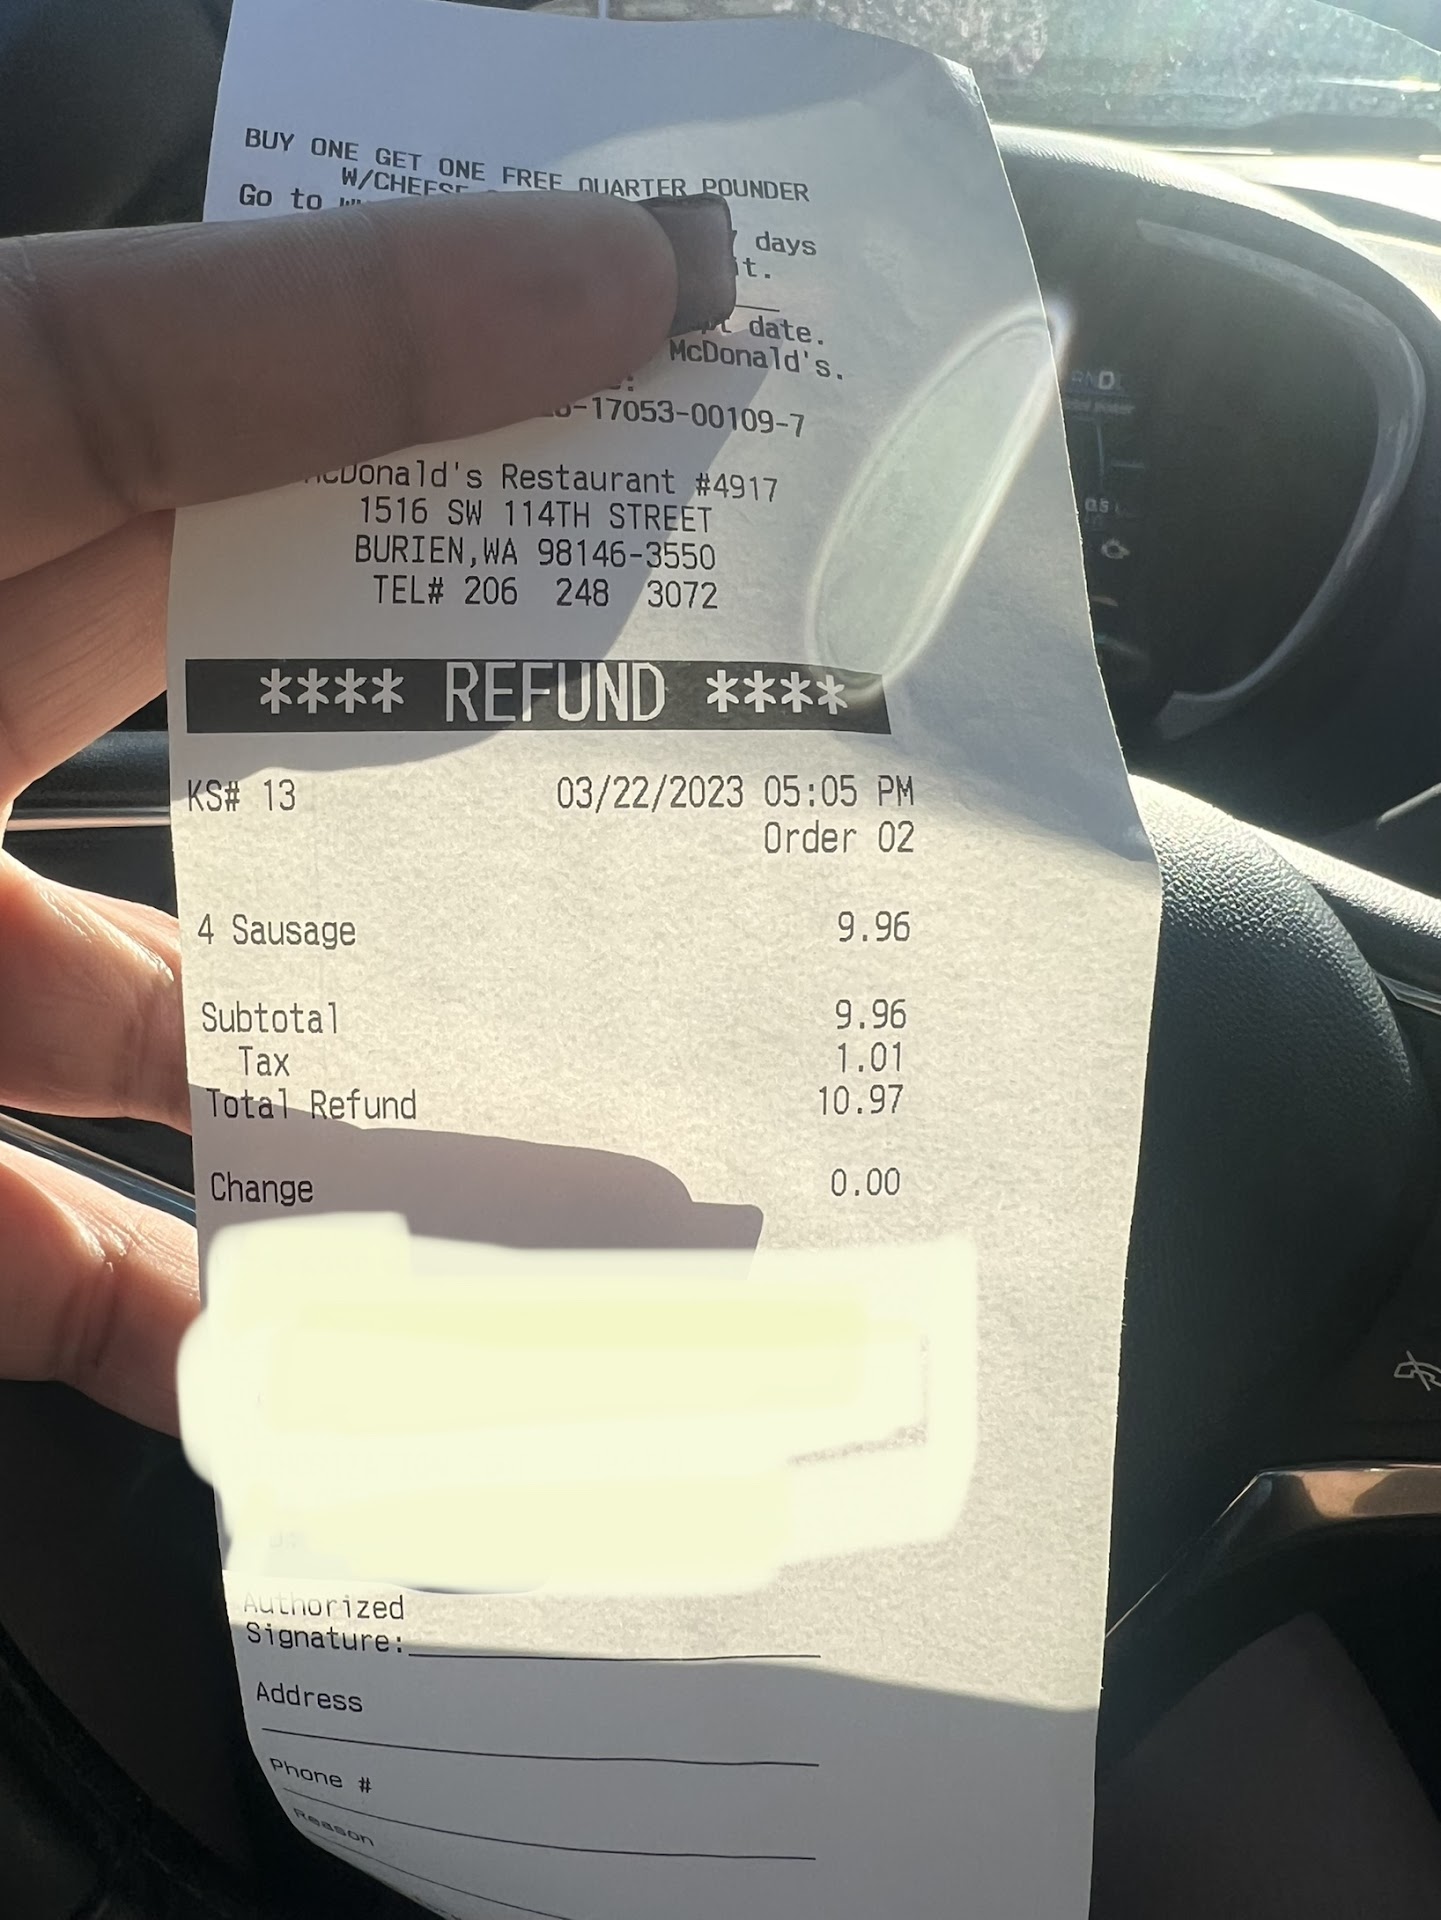 BUY ONE GET ONE FREE QUARTER POUNDER
W/CHEESE
Go to
days
it.
date.
McDonald's.
-17053-00109-7
McDonald's Restaurant #4917
1516 SW 114TH STREET
BURIEN,WA 98146-3550
TEL# 206 248 3072
**** REFUND ****
KS# 13 03/22/2023 05:05 PM
Order 02
4 Sausage 9.96
Subtotal 9.96
Tax 1.01
Total Refund 10.97
Change 0.00
Authorized
Signature:
Address
Phone #
Reason